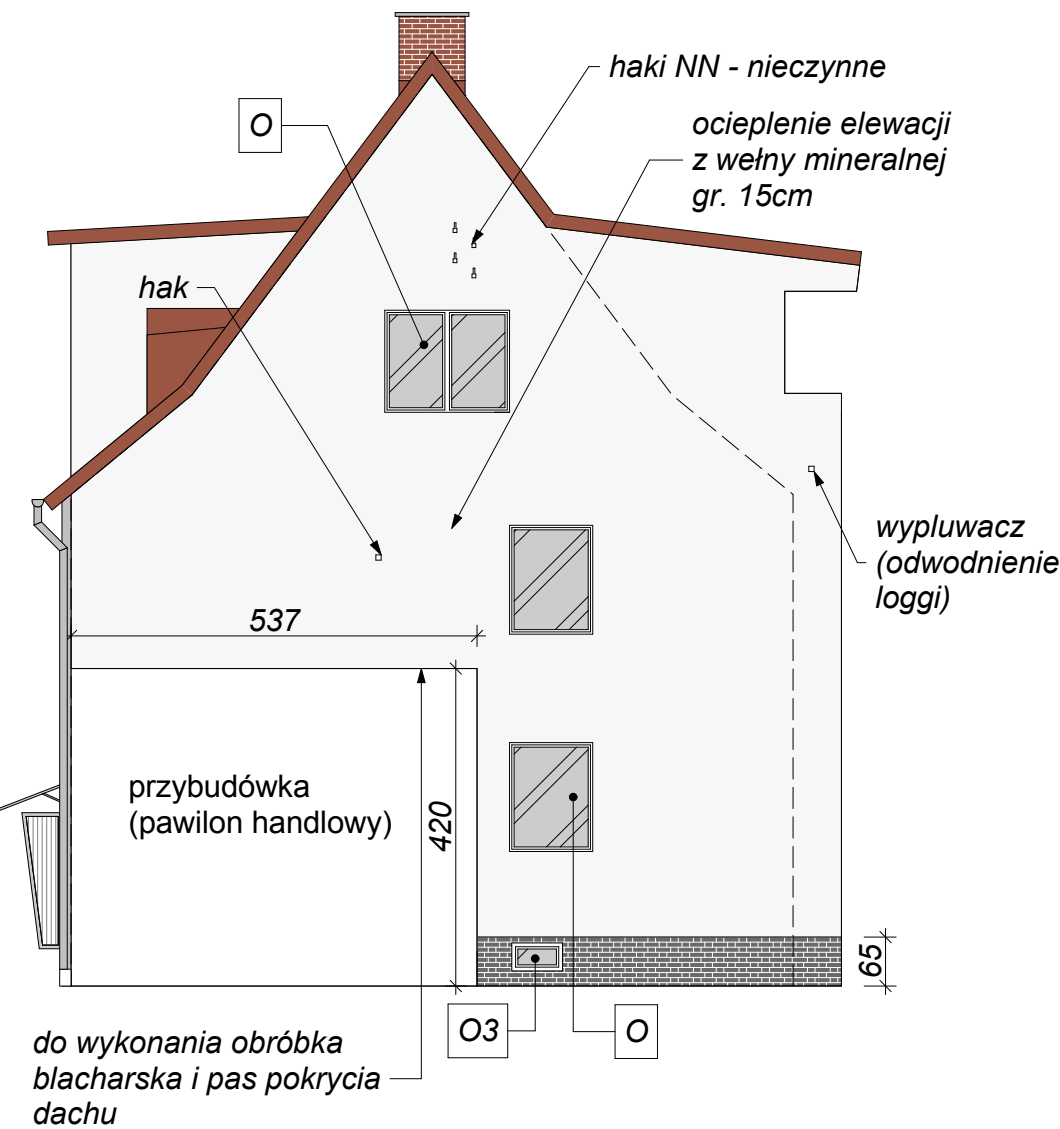 haki NN - nieczynne
O
ocieplenie elewacji
z wełny mineralnej
gr. 15cm
hak
wypluwacz
(odwodnienie
loggi)
537
przybudówka
(pawilon handlowy)
420
65
O3
O
do wykonania obróbka
blacharska i pas pokrycia
dachu